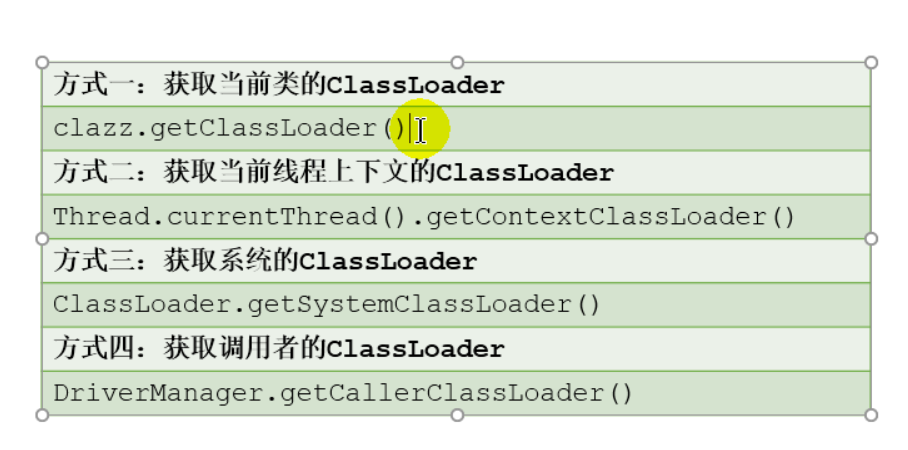 方式一：获取当前类的ClassLoader
clazz.getClassLoader()
方式二：获取当前线程上下文的ClassLoader
Thread.currentThread().getContextClassLoader()
方式三：获取系统的ClassLoader
ClassLoader.getSystemClassLoader()
方式四：获取调用者的ClassLoader
DriverManager.getCallerClassLoader()